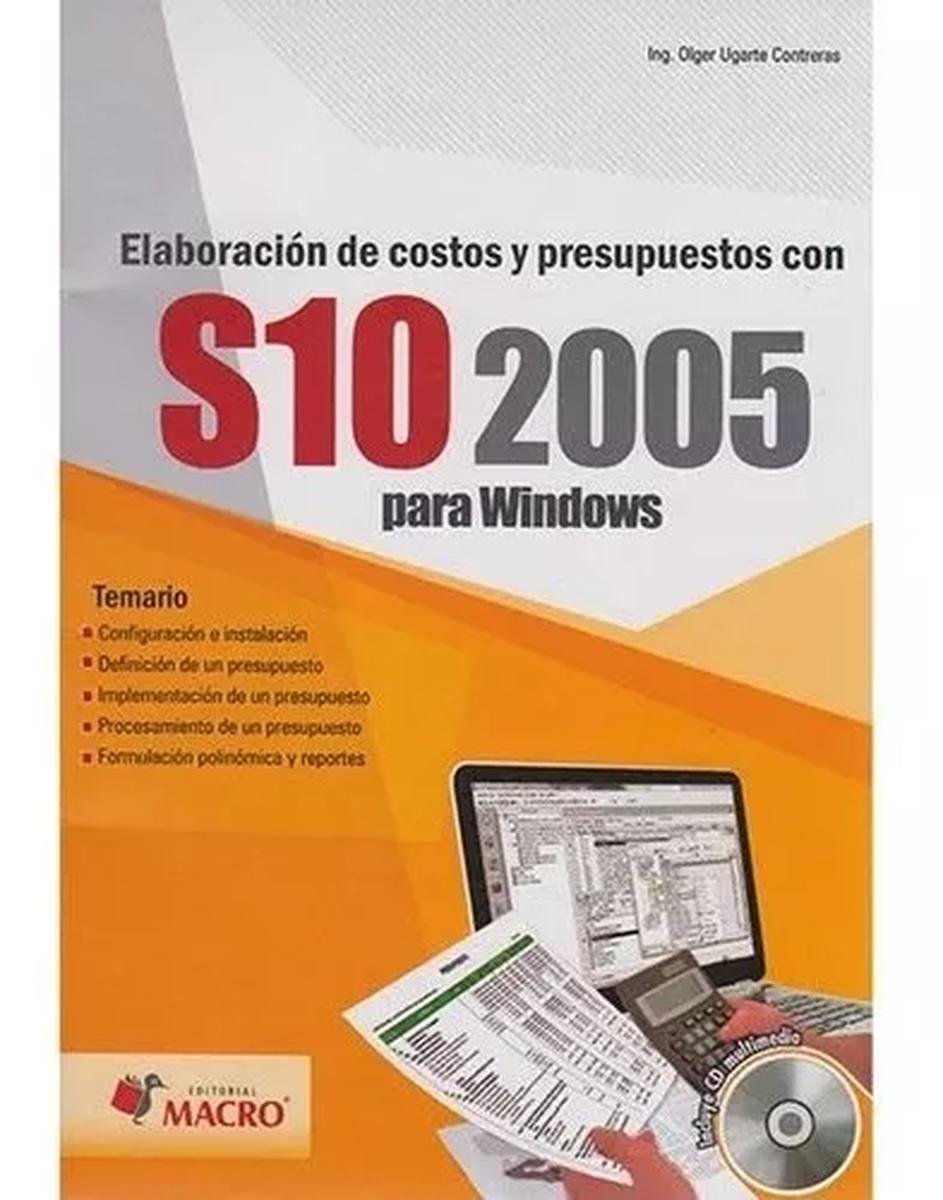 Ing. Olger Ugarte Contreras
Elaboración de costos y presupuestos con
S10 2005
para Windows
Temario
Configuración e instalación
Definición de un presupuesto
Implementación de un presupuesto
Procesamiento de un presupuesto
Formulación polinómica y reportes
Incluye CD multimedia
EDITORIAL
MACRO®